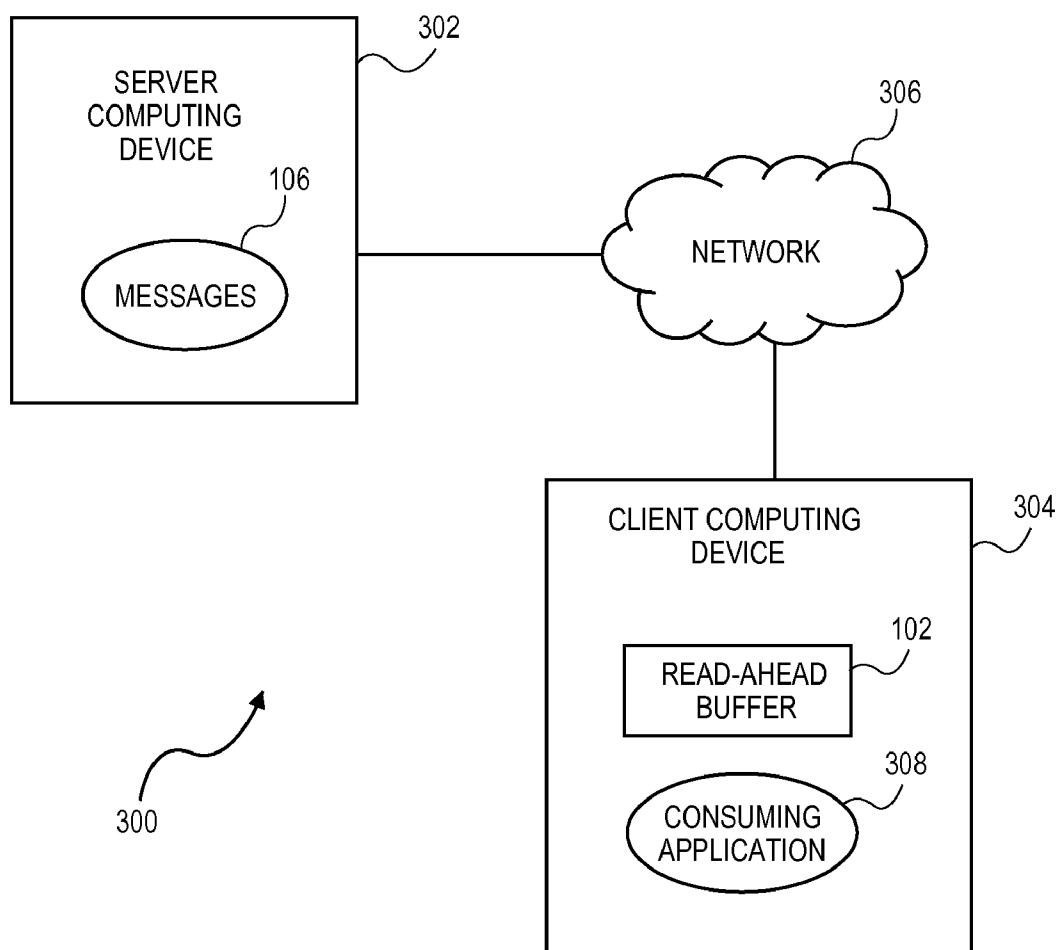 302
SERVER
COMPUTING
DEVICE
106
MESSAGES
306
NETWORK
304
CLIENT COMPUTING
DEVICE
102
READ-AHEAD
BUFFER
308
CONSUMING
APPLICATION
300